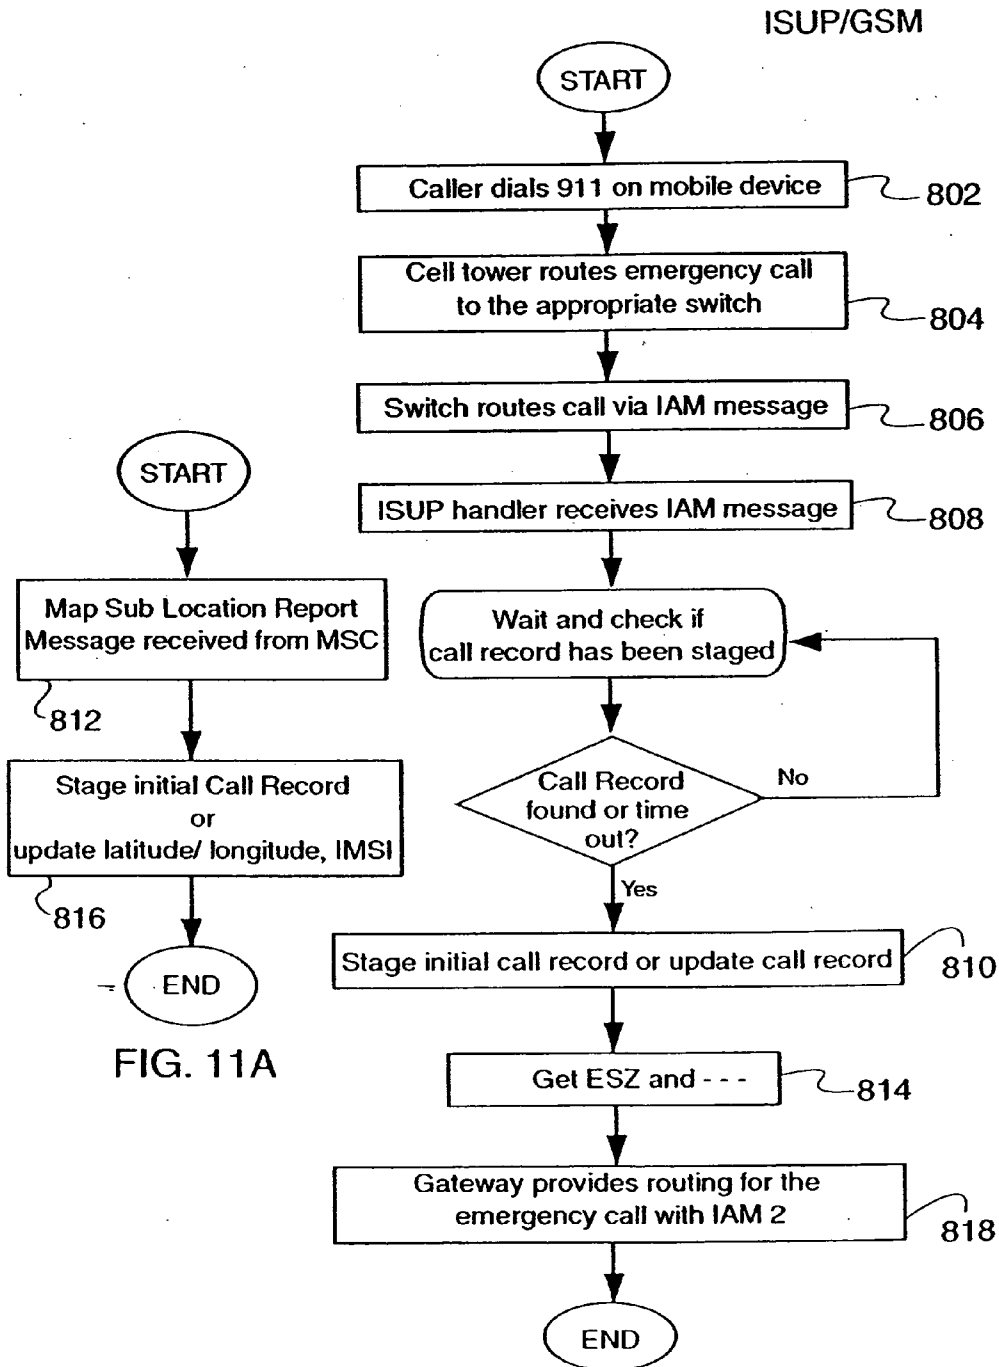 ISUP/GSM
START
Caller dials 911 on mobile device
802
Cell tower routes emergency call
to the appropriate switch
804
Switch routes call via IAM message
806
ISUP handler receives IAM message
808
Wait and check if
call record has been staged
Call Record
found or time
out?
No
Yes
Stage initial call record or update call record
810
Get ESZ and - - -
814
Gateway provides routing for the
emergency call with IAM 2
818
END
START
Map Sub Location Report
Message received from MSC
812
Stage initial Call Record
or
update latitude/ longitude, IMSI
816
END
FIG. 11A